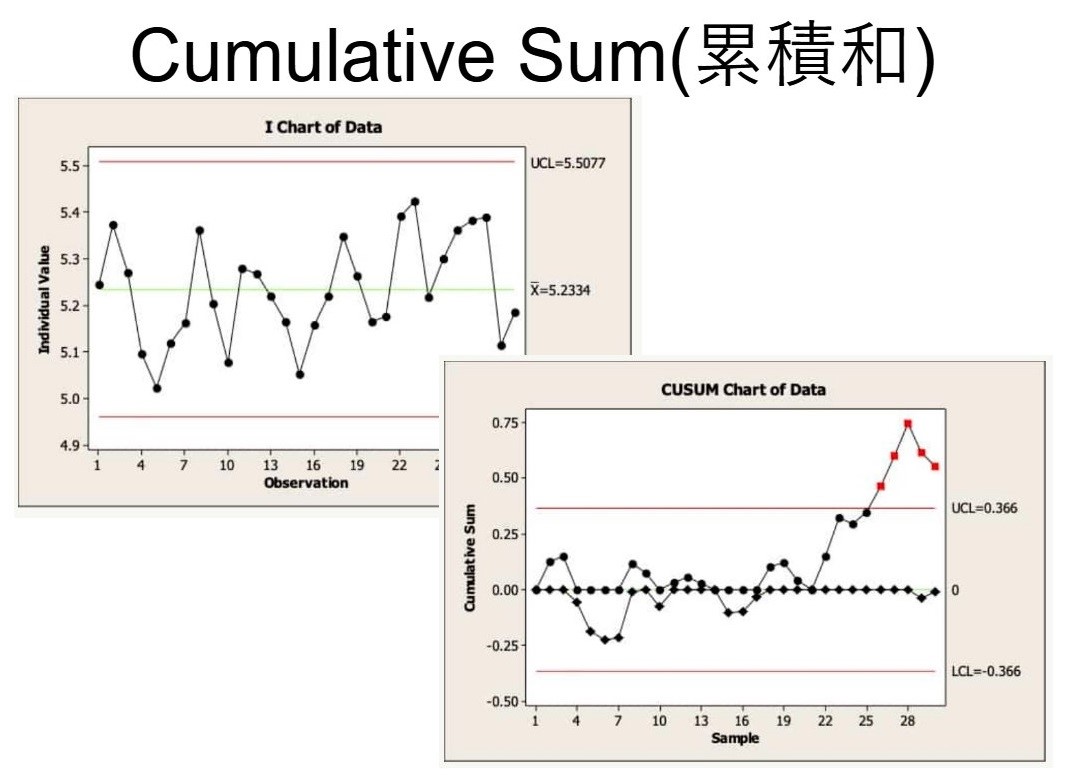 Cumulative Sum(累積和)
I Chart of Data
5.5
5.4
5.3
5.2
5.1
5.0
4.9
Individual Value
UCL=5.5077
X̅=5.2334
1 4 7 10 13 16 19 22 2
Observation
CUSUM Chart of Data
0.75
0.50
0.25
0.00
-0.25
-0.50
Cumulative Sum
UCL=0.366
0
LCL=-0.366
1 4 7 10 13 16 19 22 25 28
Sample